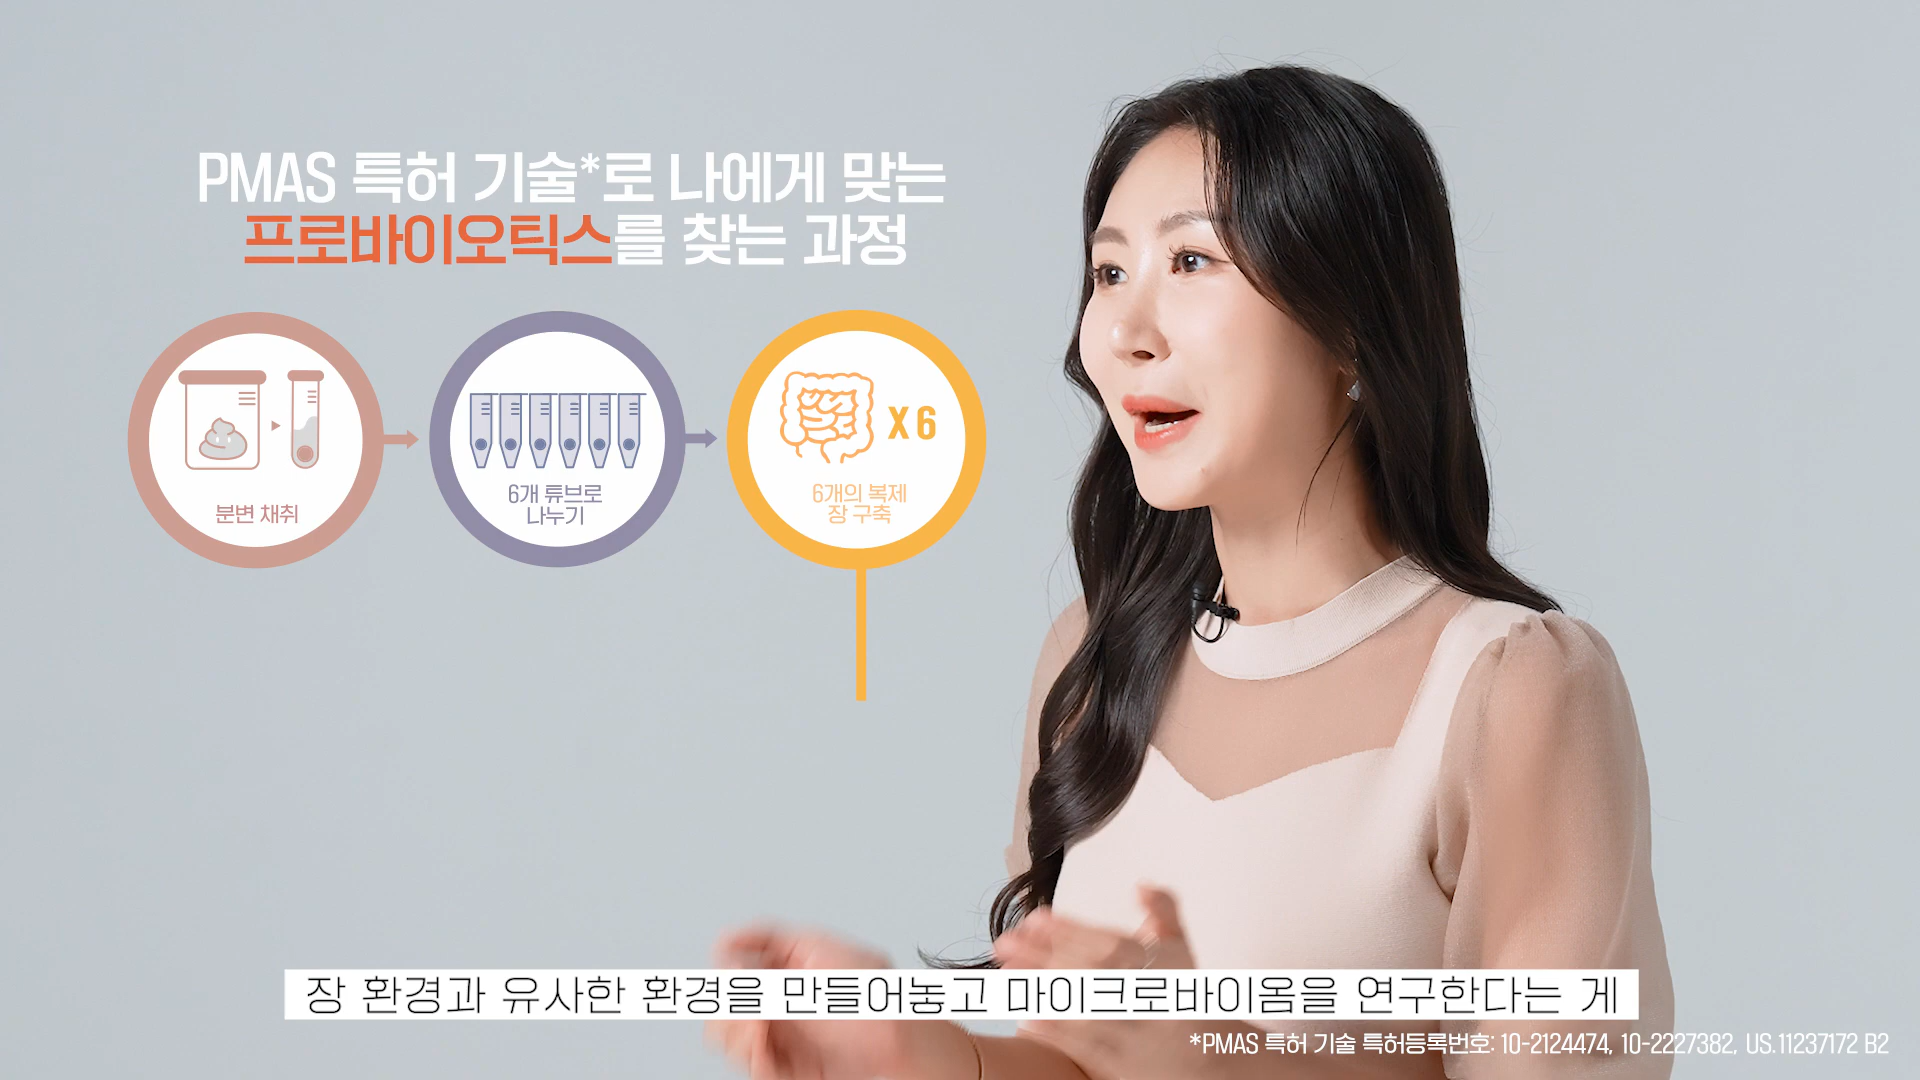 PMAS 특허 기술*로 나에게 맞는
프로바이오틱스를 찾는 과정
분변 채취
6개 튜브로
나누기
X 6
6개의 복제
장 구축
장 환경과 유사한 환경을 만들어놓고 마이크로바이옴을 연구한다는 게
*PMAS 특허 기술 특허등록번호: 10-2124474, 10-2227382, US.11237172 B2